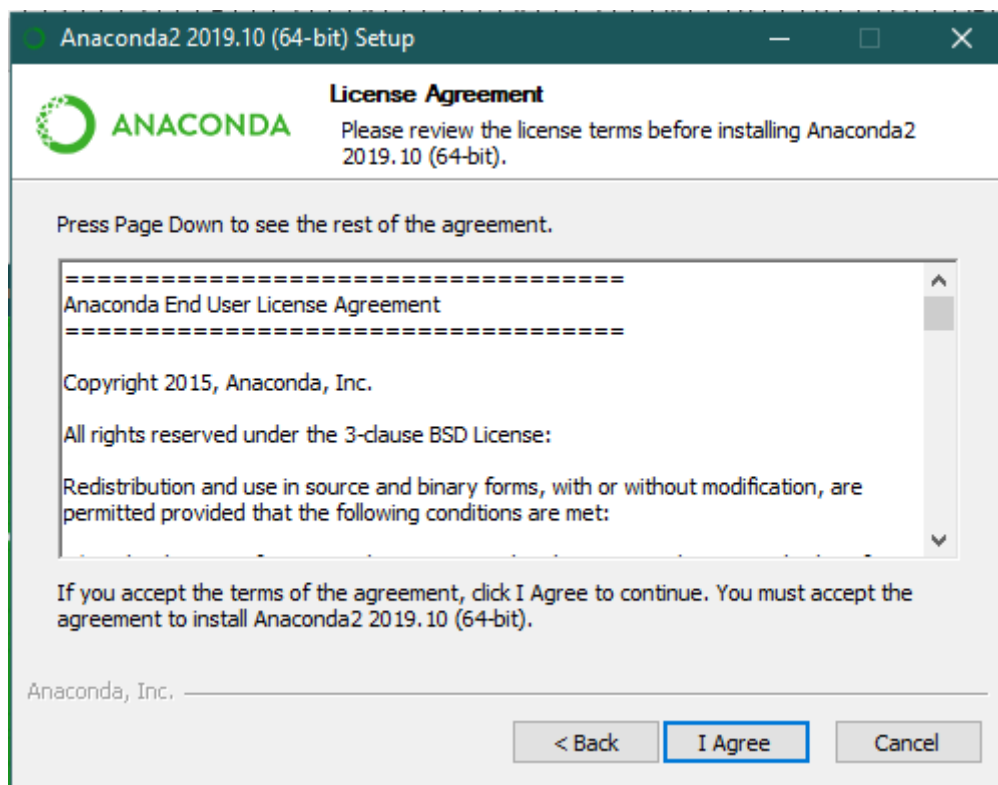 Anaconda2 2019.10 (64-bit) Setup
ANACONDA
License Agreement
Please review the license terms before installing Anaconda2
2019.10 (64-bit).
Press Page Down to see the rest of the agreement.
===================================
Anaconda End User License Agreement
===================================
Copyright 2015, Anaconda, Inc.
All rights reserved under the 3-clause BSD License:
Redistribution and use in source and binary forms, with or without modification, are
permitted provided that the following conditions are met:
If you accept the terms of the agreement, click I Agree to continue. You must accept the
agreement to install Anaconda2 2019.10 (64-bit).
Anaconda, Inc.
< Back
I Agree
Cancel